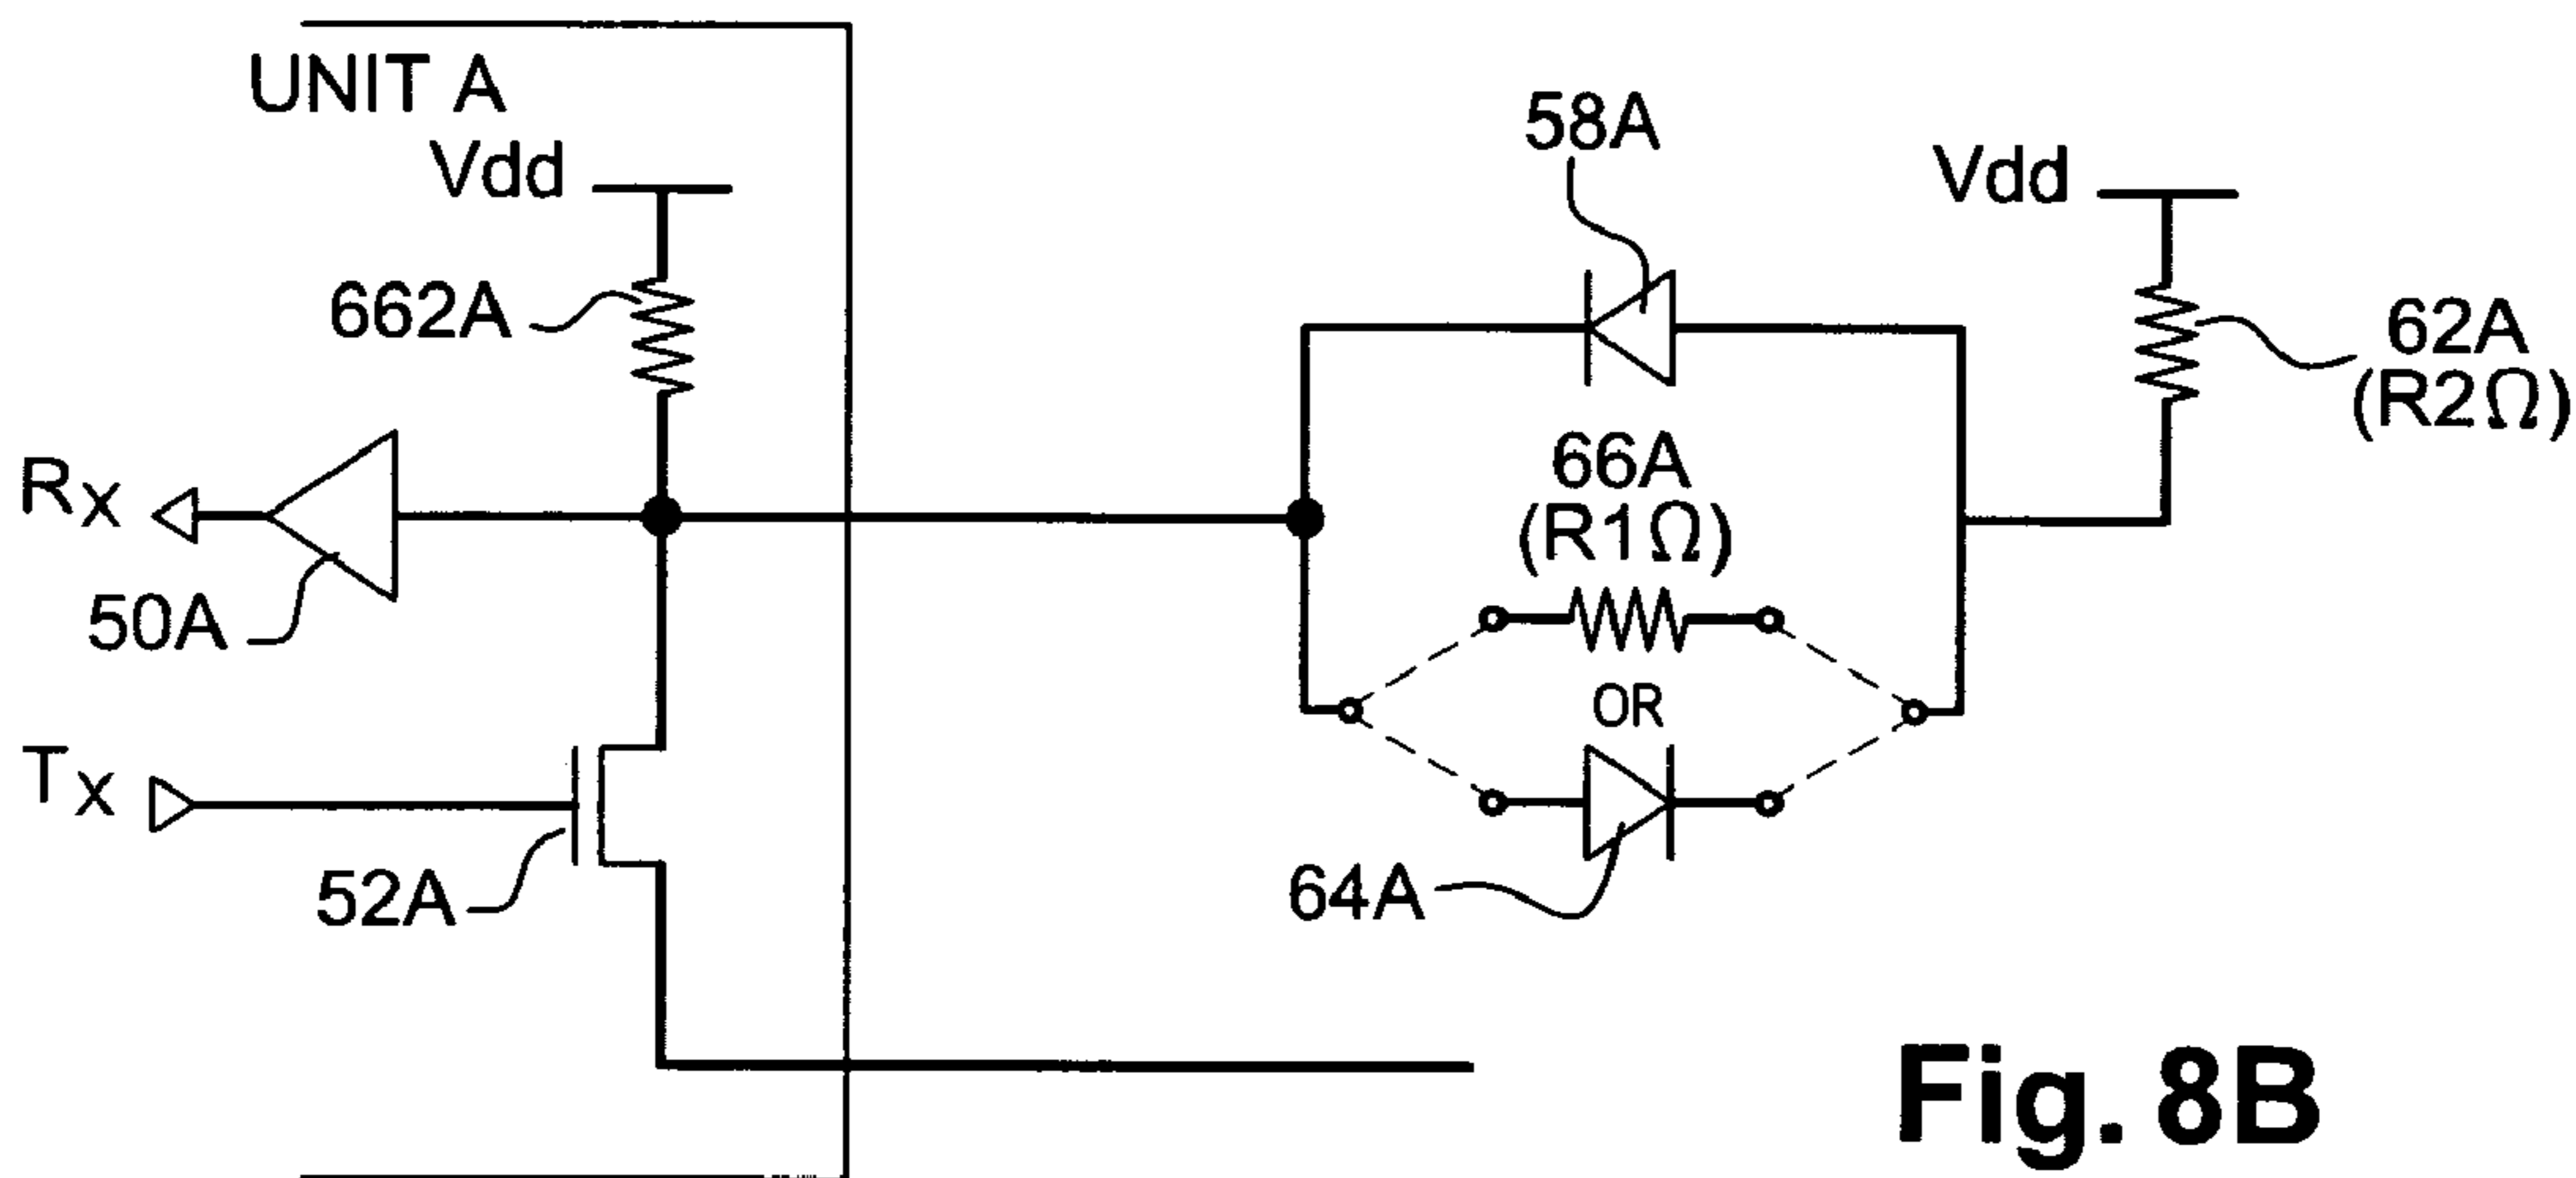 UNIT A
Vdd
662A
RX
50A
TX
52A
58A
66A
(R1Ω)
OR
64A
Vdd
62A
(R2Ω)
Fig. 8B